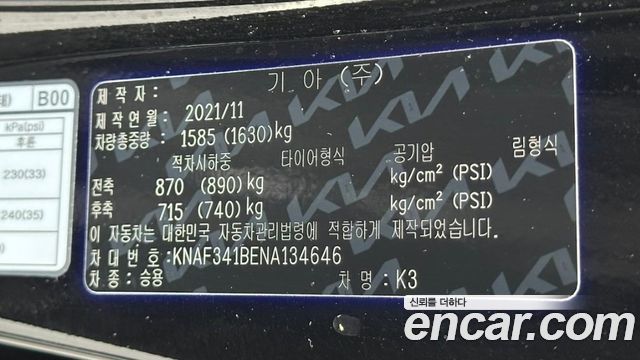 B00
kPa(psi)
후륜
230(33)
240(35)
기아 (주)
제 작 자 :
제 작 연 월 : 2021/11
차량총중량 : 1585 (1630)kg
적차시하중 타이어형식 공기압 림형식
전축 870 (890)kg kg/cm² (PSI)
후축 715 (740)kg kg/cm² (PSI)
이 자동차는 대한민국 자동차관리법령에 적합하게 제작되었습니다.
차 대 번 호 : KNAF341BENA134646
차 종 : 승용 차 명 : K3
신뢰를 더하다
encar.com